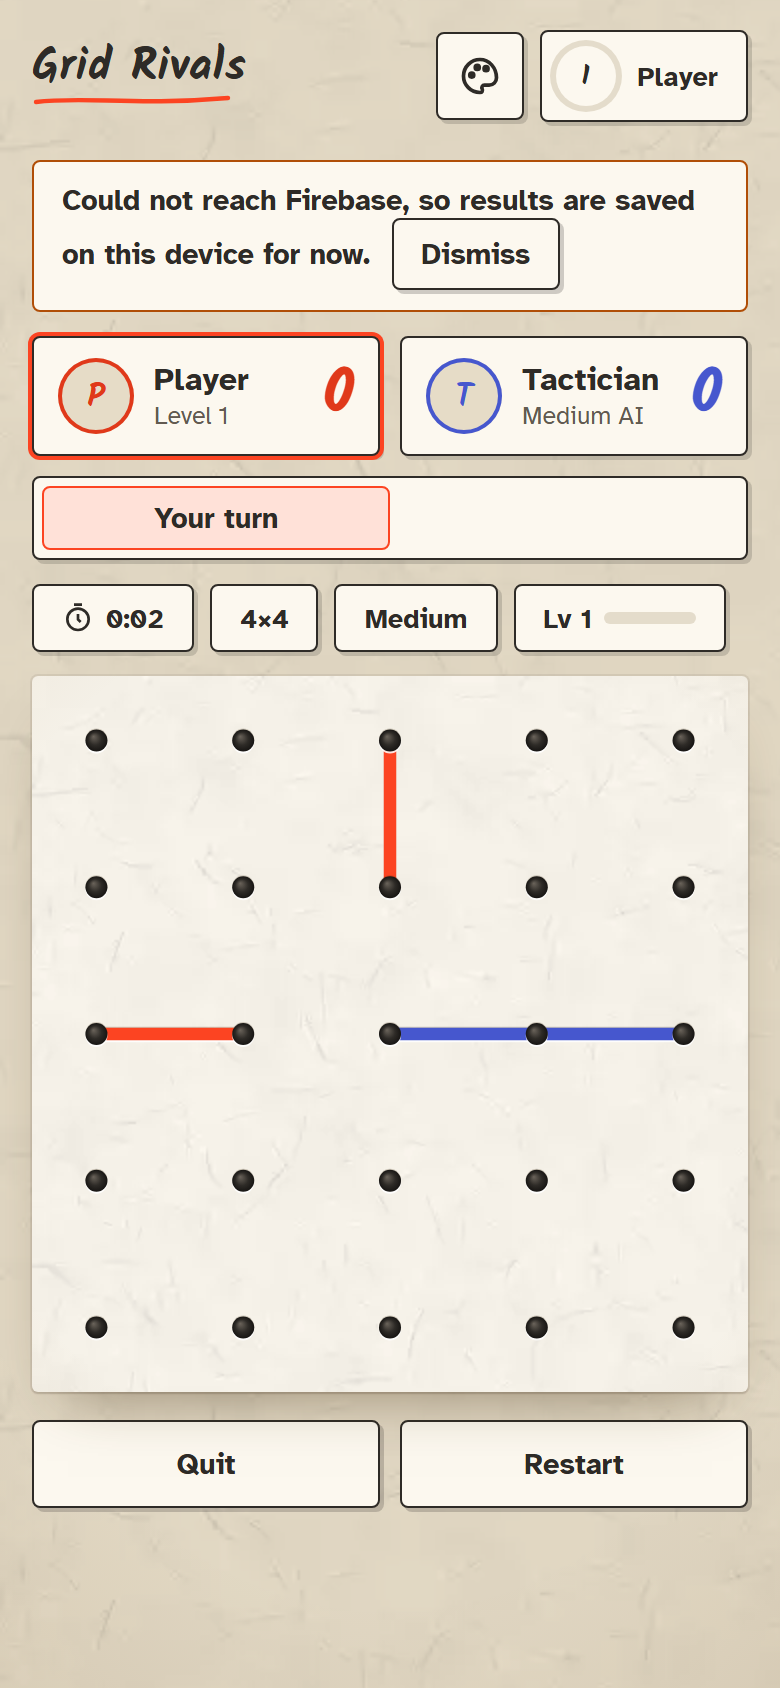 Grid Rivals
1
Player
Could not reach Firebase, so results are saved
on this device for now. Dismiss
P
Player
Level 1
0
T
Tactician
Medium AI
0
Your turn
0:02
4×4
Medium
Lv 1
Quit
Restart